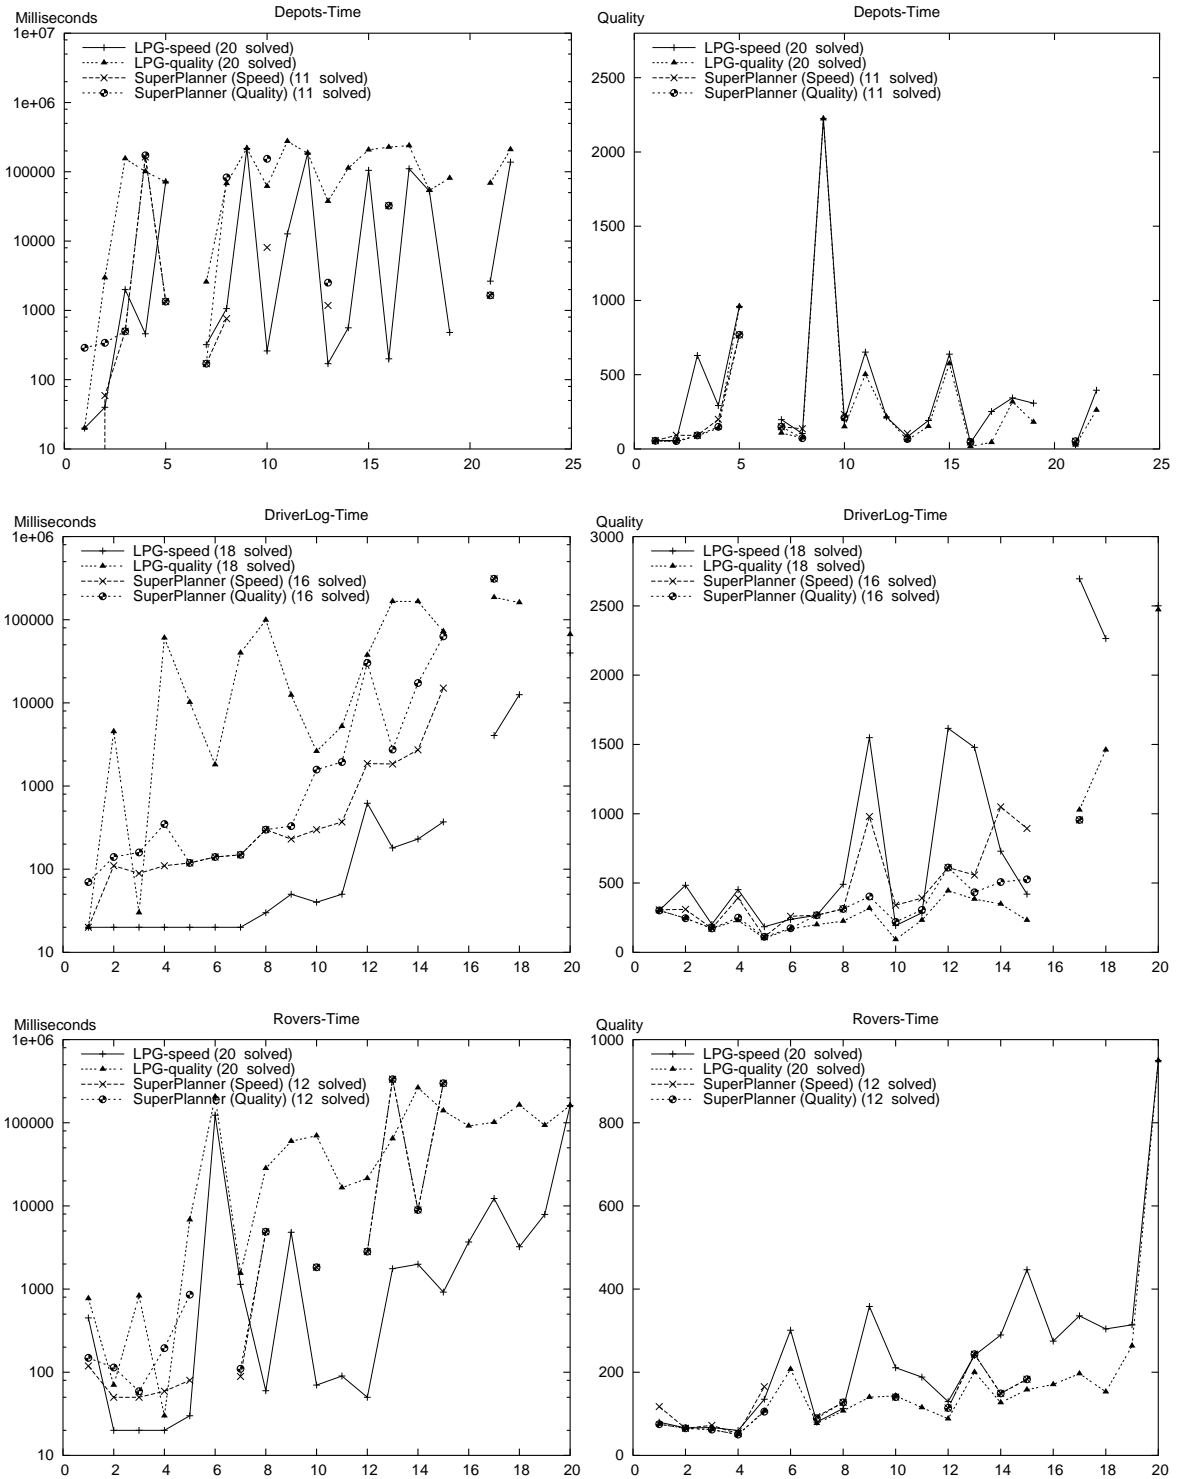 Milliseconds
Depots-Time
1e+07
1e+06
100000
10000
1000
100
10
LPG-speed (20 solved)
LPG-quality (20 solved)
SuperPlanner (Speed) (11 solved)
SuperPlanner (Quality) (11 solved)
0 5 10 15 20 25
Quality
Depots-Time
2500
2000
1500
1000
500
0
LPG-speed (20 solved)
LPG-quality (20 solved)
SuperPlanner (Speed) (11 solved)
SuperPlanner (Quality) (11 solved)
0 5 10 15 20 25
Milliseconds
DriverLog-Time
1e+06
100000
10000
1000
100
10
LPG-speed (18 solved)
LPG-quality (18 solved)
SuperPlanner (Speed) (16 solved)
SuperPlanner (Quality) (16 solved)
0 2 4 6 8 10 12 14 16 18 20
Quality
DriverLog-Time
3000
2500
2000
1500
1000
500
0
LPG-speed (18 solved)
LPG-quality (18 solved)
SuperPlanner (Speed) (16 solved)
SuperPlanner (Quality) (16 solved)
0 2 4 6 8 10 12 14 16 18 20
Milliseconds
Rovers-Time
1e+06
100000
10000
1000
100
10
LPG-speed (20 solved)
LPG-quality (20 solved)
SuperPlanner (Speed) (12 solved)
SuperPlanner (Quality) (12 solved)
0 2 4 6 8 10 12 14 16 18 20
Quality
Rovers-Time
1000
800
600
400
200
0
LPG-speed (20 solved)
LPG-quality (20 solved)
SuperPlanner (Speed) (12 solved)
SuperPlanner (Quality) (12 solved)
0 2 4 6 8 10 12 14 16 18 20